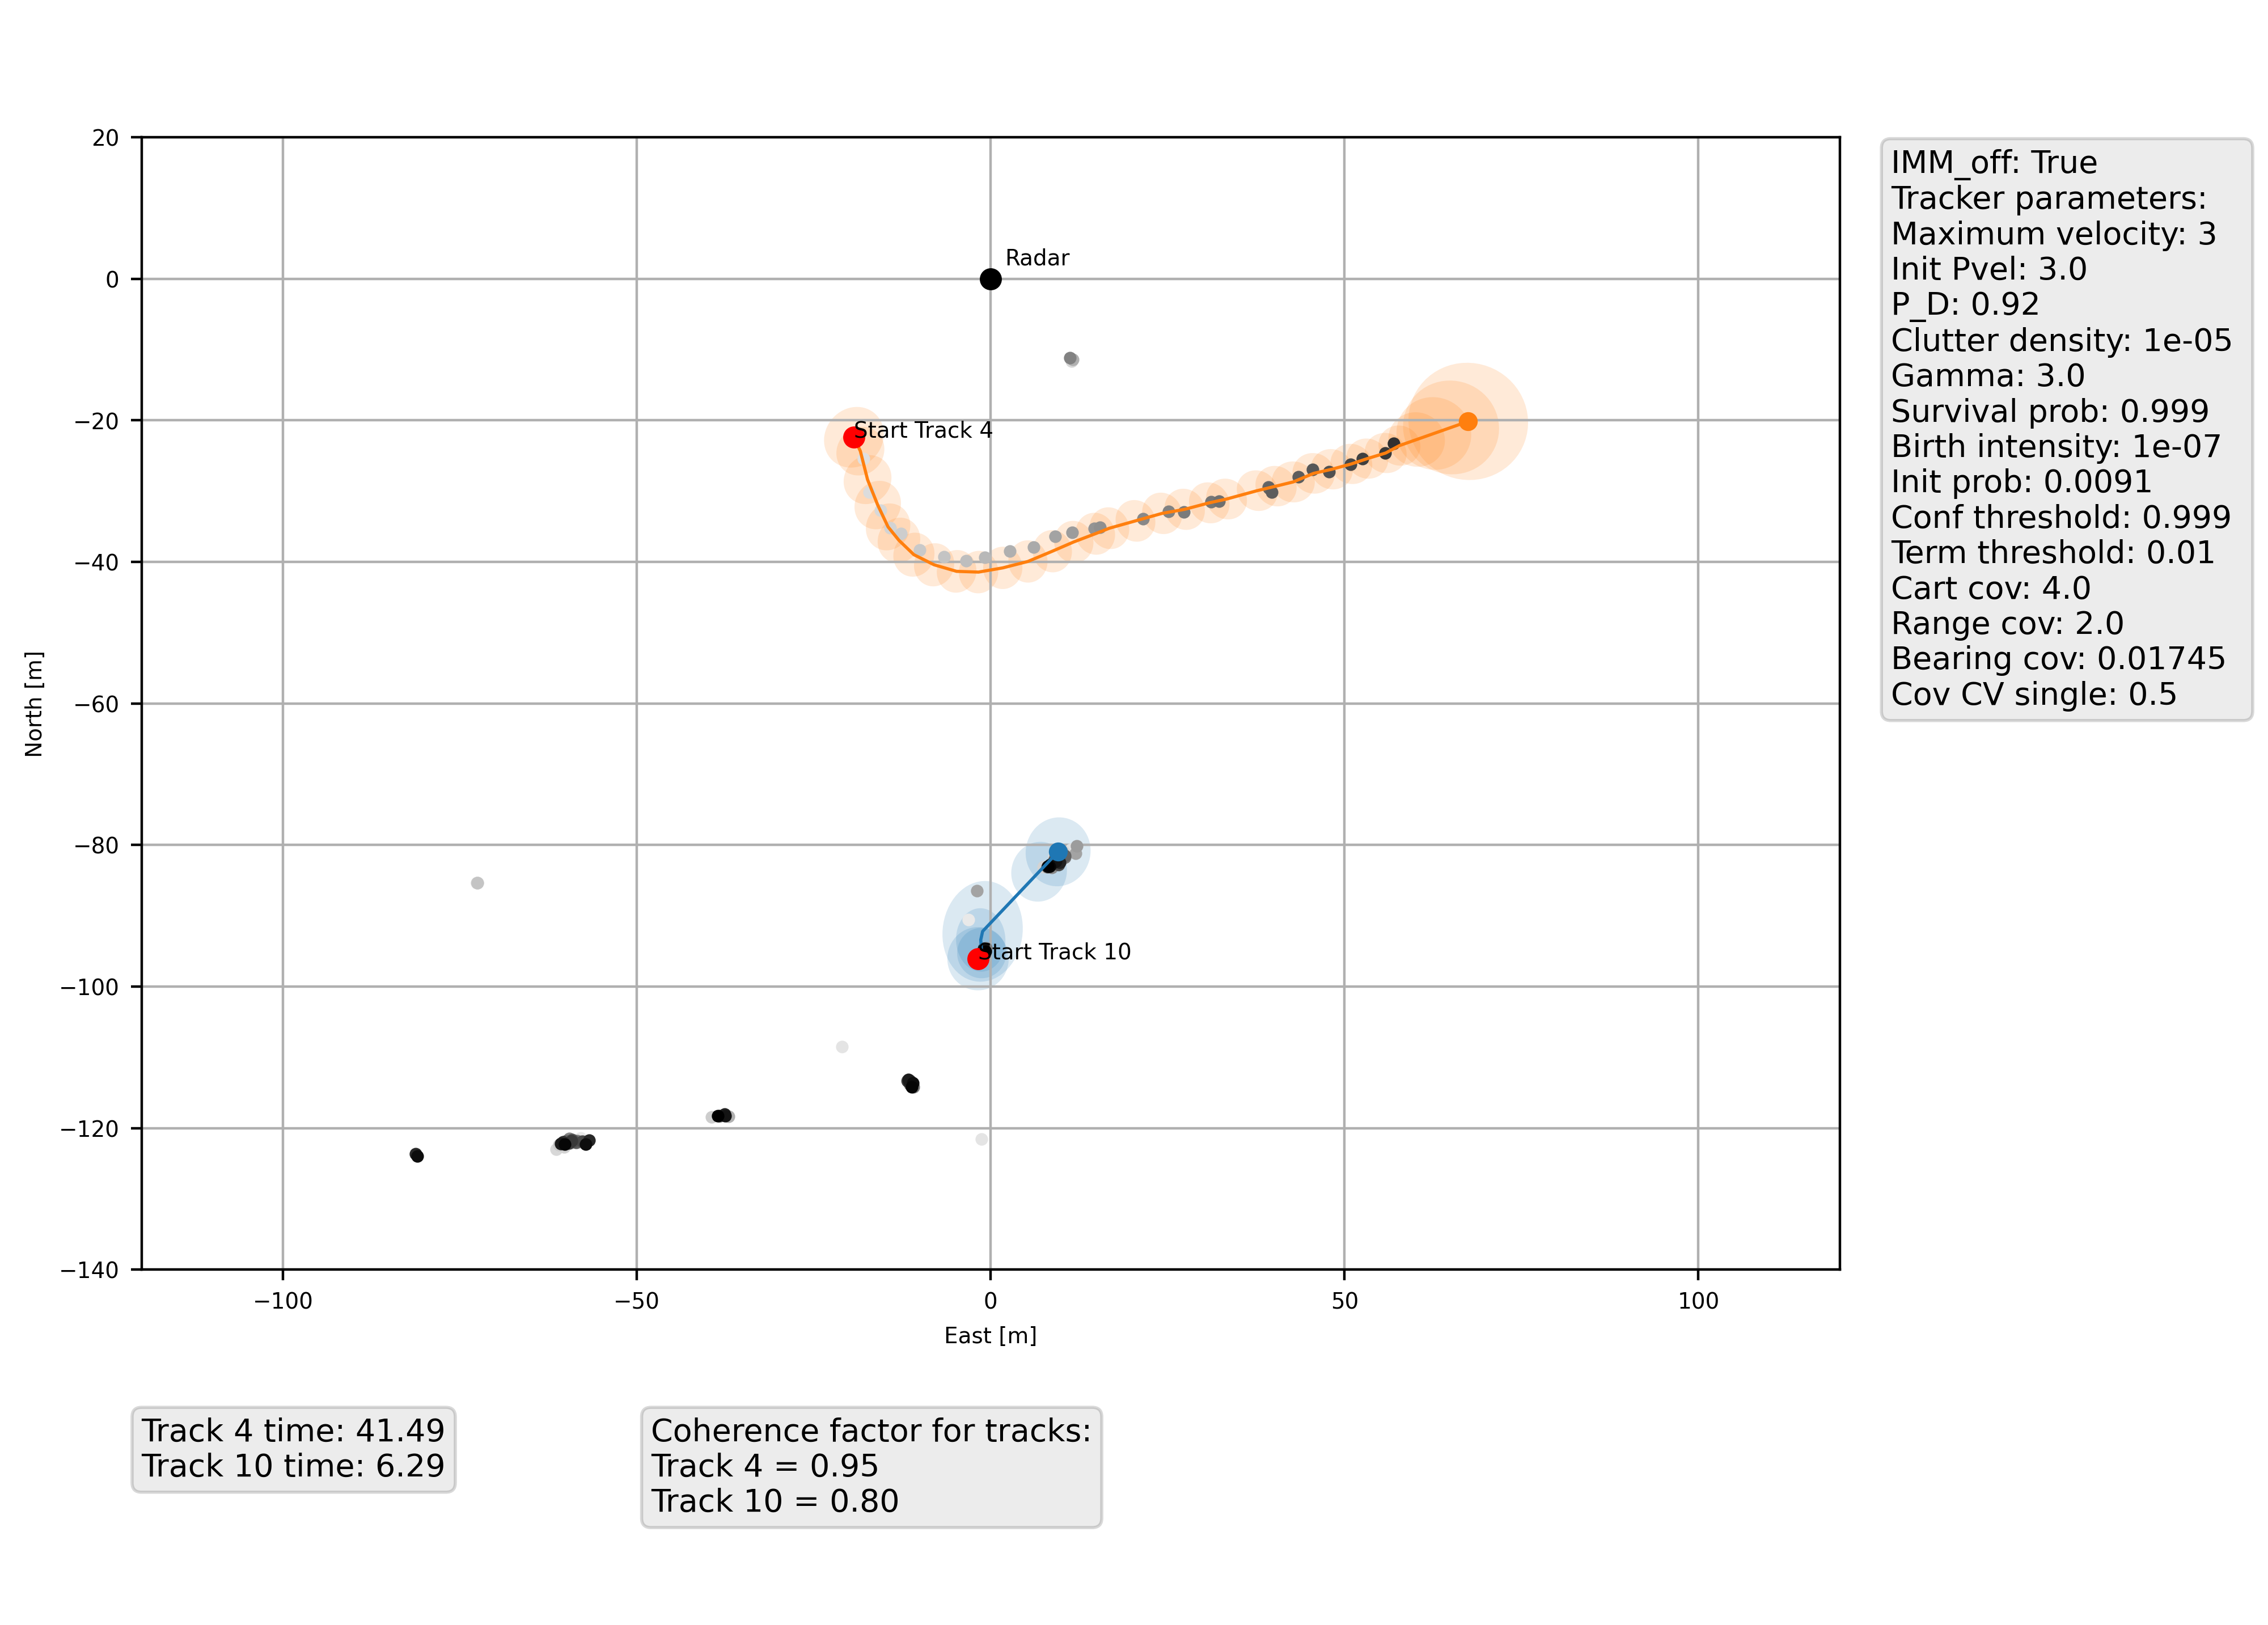 20
0
−20
−40
−60
−80
−100
−120
−140
North [m]
−100
−50
0
50
100
East [m]
Radar
Start Track 4
Start Track 10
IMM_off: True
Tracker parameters:
Maximum velocity: 3
Init Pvel: 3.0
P_D: 0.92
Clutter density: 1e-05
Gamma: 3.0
Survival prob: 0.999
Birth intensity: 1e-07
Init prob: 0.0091
Conf threshold: 0.999
Term threshold: 0.01
Cart cov: 4.0
Range cov: 2.0
Bearing cov: 0.01745
Cov CV single: 0.5
Track 4 time: 41.49
Track 10 time: 6.29
Coherence factor for tracks:
Track 4 = 0.95
Track 10 = 0.80